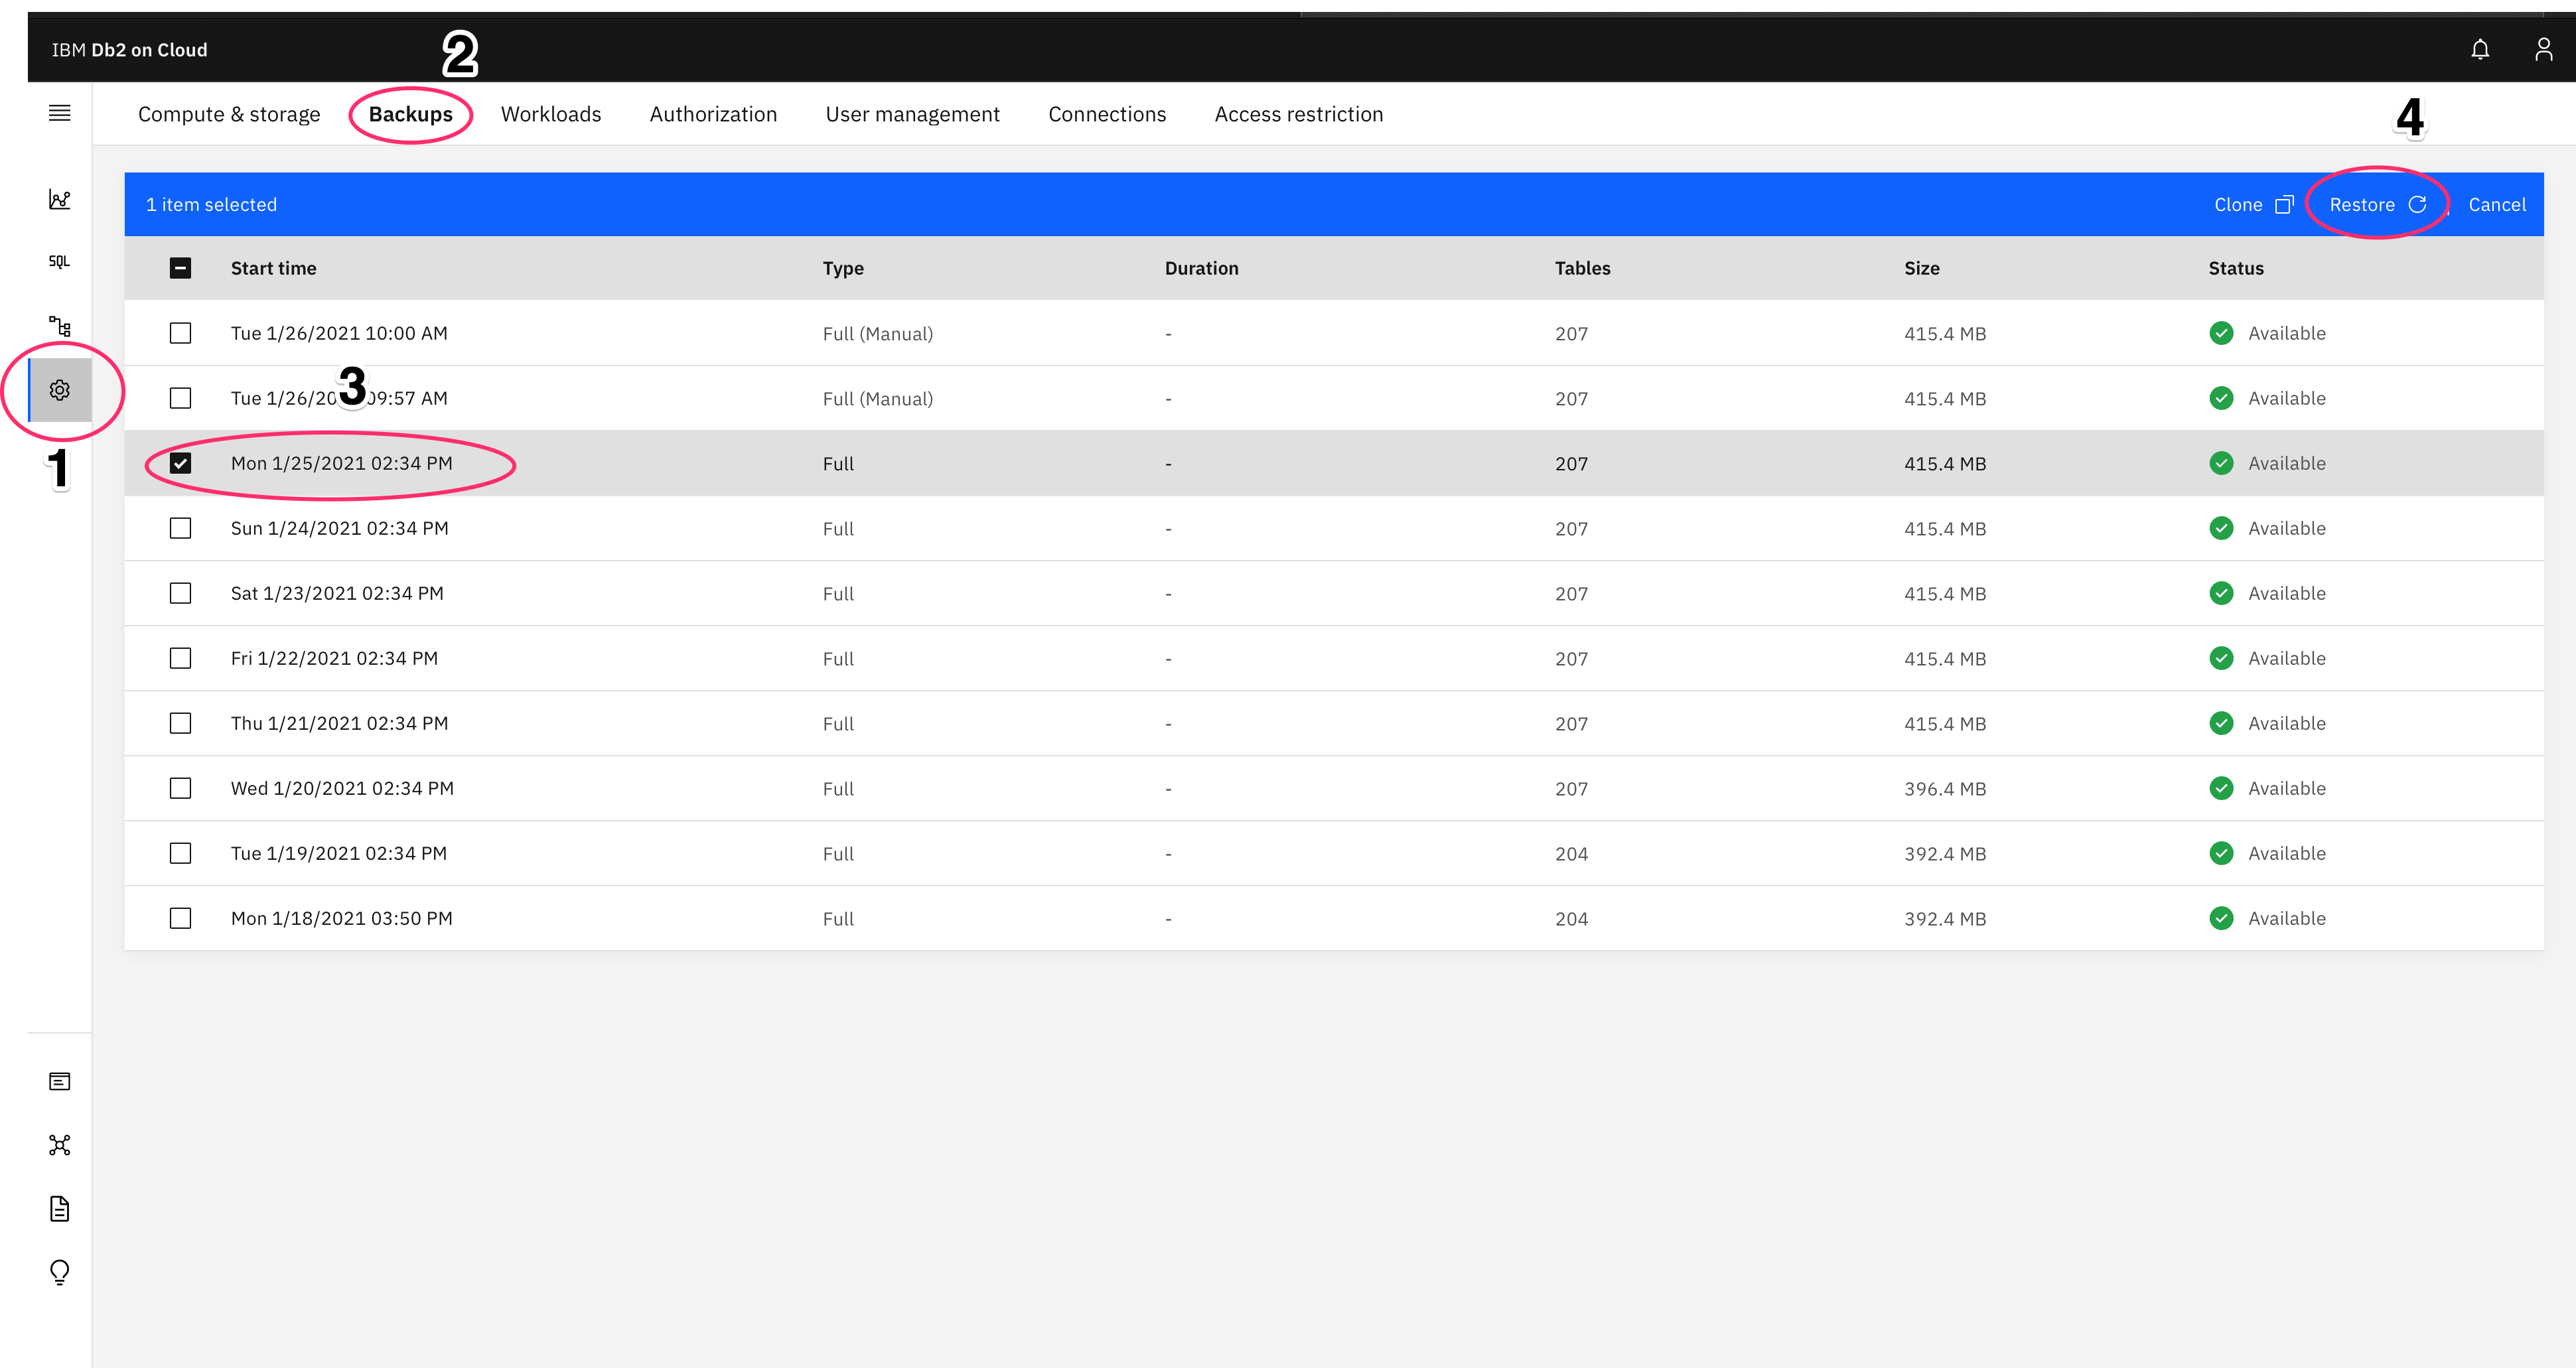 IBM Db2 on Cloud
2
Compute & storage Backups Workloads Authorization User management Connections Access restriction
4
1 item selected Clone Restore Cancel
Start time Type Duration Tables Size Status
Tue 1/26/2021 10:00 AM Full (Manual) - 207 415.4 MB Available
SQL
3
Tue 1/26/20 09:57 AM Full (Manual) - 207 415.4 MB Available
1
Mon 1/25/2021 02:34 PM Full - 207 415.4 MB Available
Sun 1/24/2021 02:34 PM Full - 207 415.4 MB Available
Sat 1/23/2021 02:34 PM Full - 207 415.4 MB Available
Fri 1/22/2021 02:34 PM Full - 207 415.4 MB Available
Thu 1/21/2021 02:34 PM Full - 207 415.4 MB Available
Wed 1/20/2021 02:34 PM Full - 207 396.4 MB Available
Tue 1/19/2021 02:34 PM Full - 204 392.4 MB Available
Mon 1/18/2021 03:50 PM Full - 204 392.4 MB Available